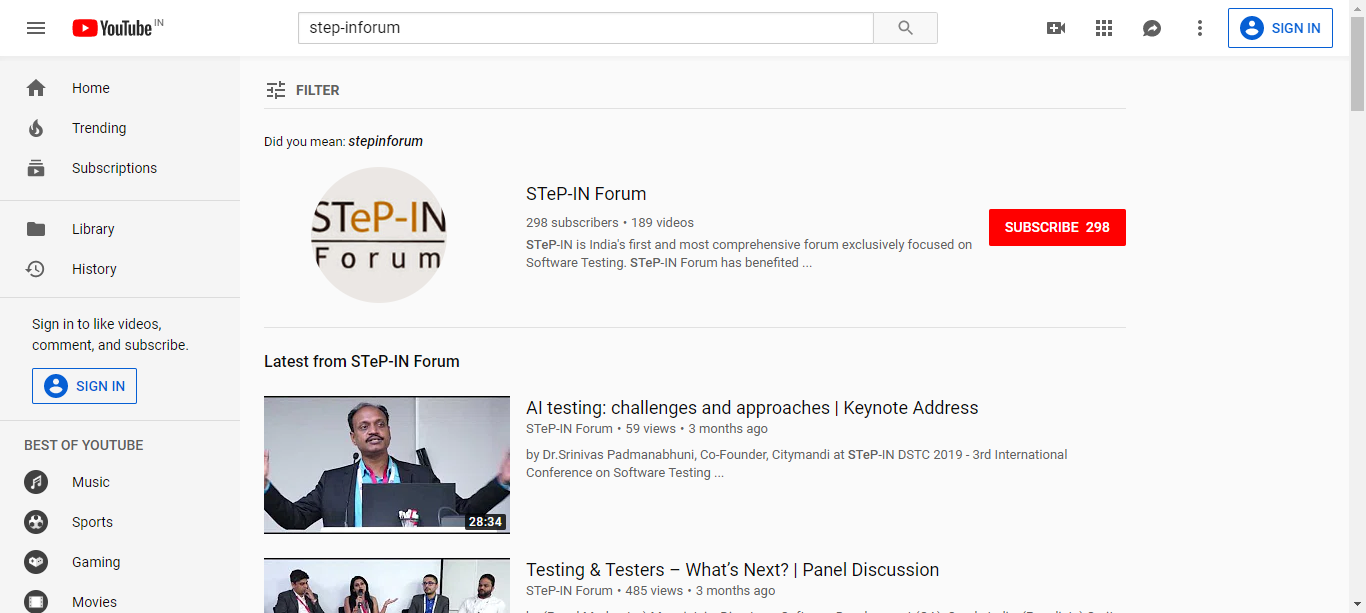 YouTube IN
step-inforum
SIGN IN
Home
Trending
Subscriptions
Library
History
Sign in to like videos,
comment, and subscribe.
SIGN IN
BEST OF YOUTUBE
Music
Sports
Gaming
Movies
FILTER
Did you mean: stepinforum
STeP-IN
Forum
STeP-IN Forum
298 subscribers • 189 videos
STeP-IN is India's first and most comprehensive forum exclusively focused on
Software Testing. STeP-IN Forum has benefited ...
SUBSCRIBE 298
Latest from STeP-IN Forum
28:34
AI testing: challenges and approaches | Keynote Address
STeP-IN Forum • 59 views • 3 months ago
by Dr.Srinivas Padmanabhuni, Co-Founder, Citymandi at STeP-IN DSTC 2019 - 3rd International
Conference on Software Testing ...
Testing & Testers – What’s Next? | Panel Discussion
STeP-IN Forum • 485 views • 3 months ago